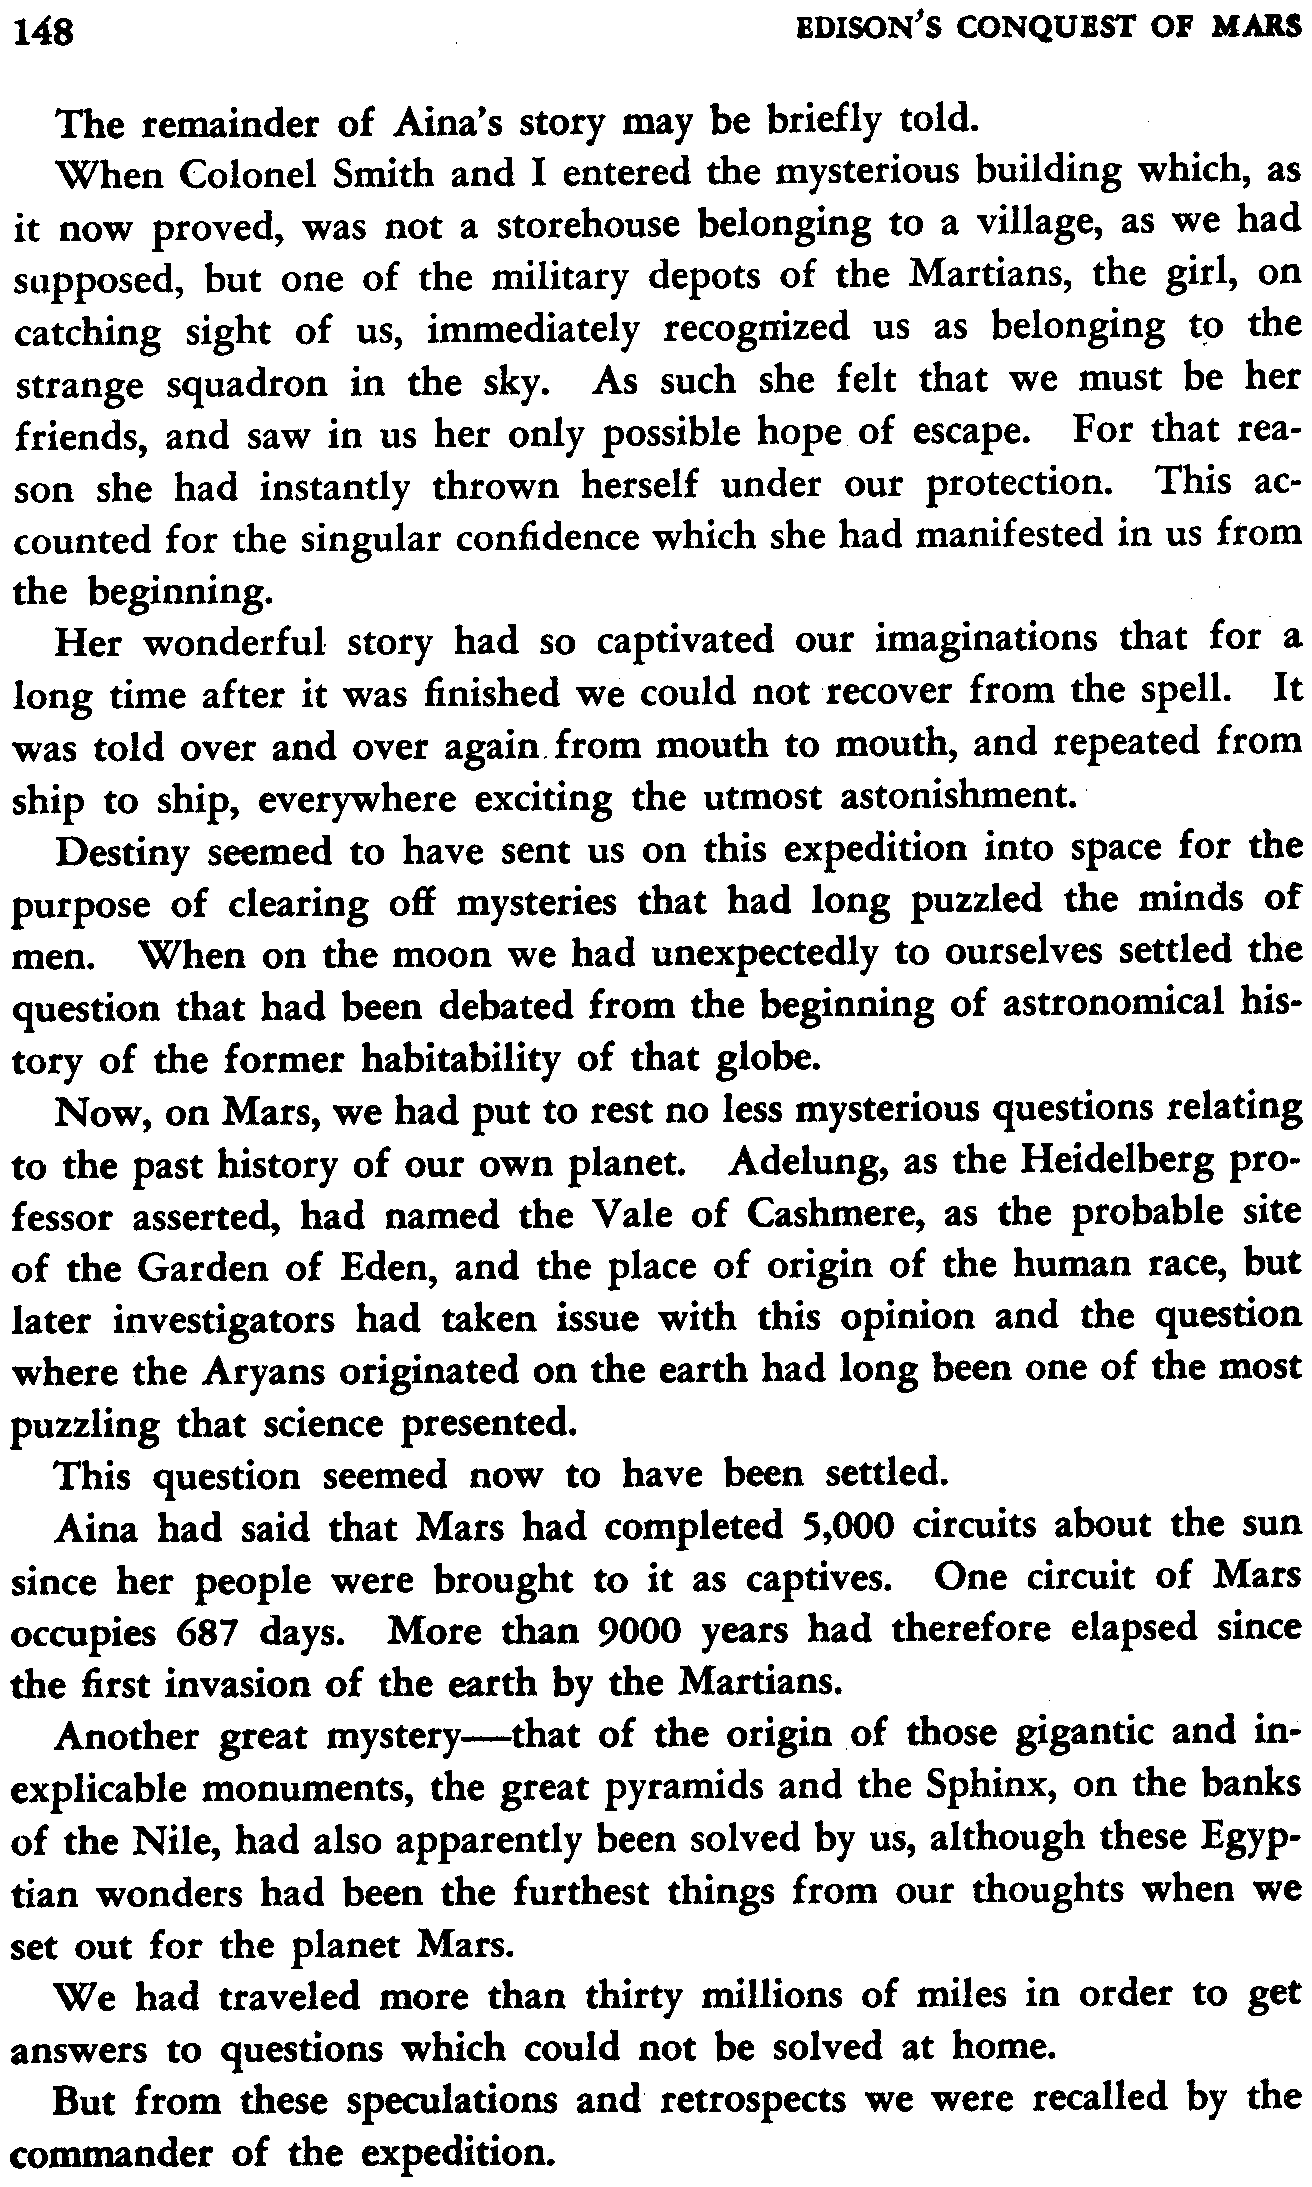 148 EDISON'S CONQUEST OF MARS
The remainder of Aina's story may be briefly told.
When Colonel Smith and I entered the mysterious building which, as
it now proved, was not a storehouse belonging to a village, as we had
supposed, but one of the military depots of the Martians, the girl, on
catching sight of us, immediately recognized us as belonging to the
strange squadron in the sky. As such she felt that we must be her
friends, and saw in us her only possible hope of escape. For that rea-
son she had instantly thrown herself under our protection. This ac-
counted for the singular confidence which she had manifested in us from
the beginning.
Her wonderful story had so captivated our imaginations that for a
long time after it was finished we could not recover from the spell. It
was told over and over again from mouth to mouth, and repeated from
ship to ship, everywhere exciting the utmost astonishment.
Destiny seemed to have sent us on this expedition into space for the
purpose of clearing off mysteries that had long puzzled the minds of
men. When on the moon we had unexpectedly to ourselves settled the
question that had been debated from the beginning of astronomical his-
tory of the former habitability of that globe.
Now, on Mars, we had put to rest no less mysterious questions relating
to the past history of our own planet. Adelung, as the Heidelberg pro-
fessor asserted, had named the Vale of Cashmere, as the probable site
of the Garden of Eden, and the place of origin of the human race, but
later investigators had taken issue with this opinion and the question
where the Aryans originated on the earth had long been one of the most
puzzling that science presented.
This question seemed now to have been settled.
Aina had said that Mars had completed 5,000 circuits about the sun
since her people were brought to it as captives. One circuit of Mars
occupies 687 days. More than 9000 years had therefore elapsed since
the first invasion of the earth by the Martians.
Another great mystery—that of the origin of those gigantic and in-
explicable monuments, the great pyramids and the Sphinx, on the banks
of the Nile, had also apparently been solved by us, although these Egyp-
tian wonders had been the furthest things from our thoughts when we
set out for the planet Mars.
We had traveled more than thirty millions of miles in order to get
answers to questions which could not be solved at home.
But from these speculations and retrospects we were recalled by the
commander of the expedition.